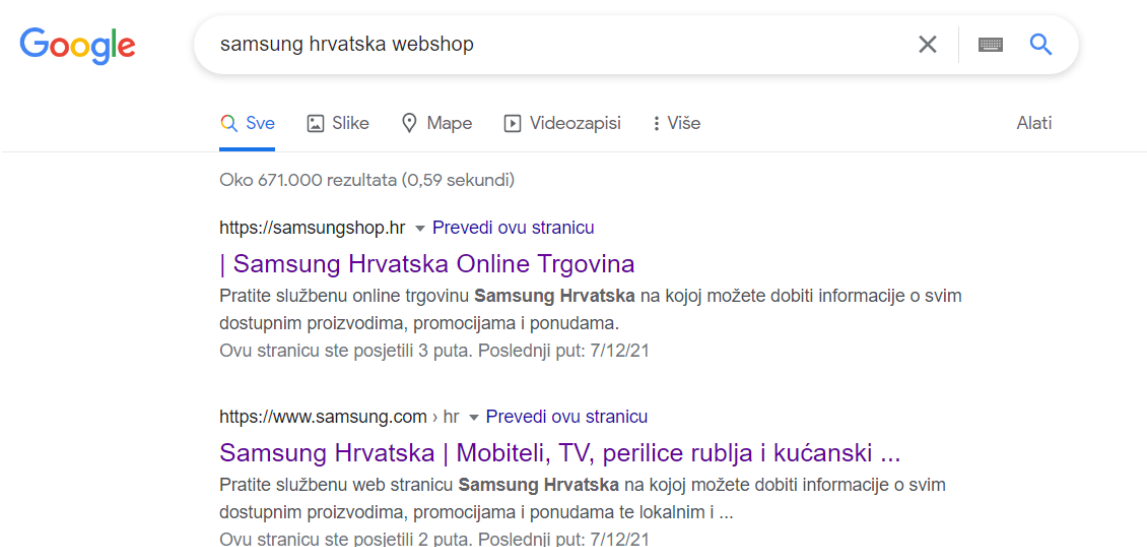 Google
samsung hrvatska webshop
Sve Slike Mape Videozapisi Više Alati
Oko 671.000 rezultata (0,59 sekundi)
https://samsungshop.hr Prevedi ovu stranicu
| Samsung Hrvatska Online Trgovina
Pratite službenu online trgovinu Samsung Hrvatska na kojoj možete dobiti informacije o svim
dostupnim proizvodima, promocijama i ponudama.
Ovu stranicu ste posjetili 3 puta. Poslednji put: 7/12/21
https://www.samsung.com › hr Prevedi ovu stranicu
Samsung Hrvatska | Mobiteli, TV, perilice rublja i kućanski ...
Pratite službenu web stranicu Samsung Hrvatska na kojoj možete dobiti informacije o svim
dostupnim proizvodima, promocijama i ponudama te lokalnim i ...
Ovu stranicu ste posjetili 2 puta. Poslednji put: 7/12/21